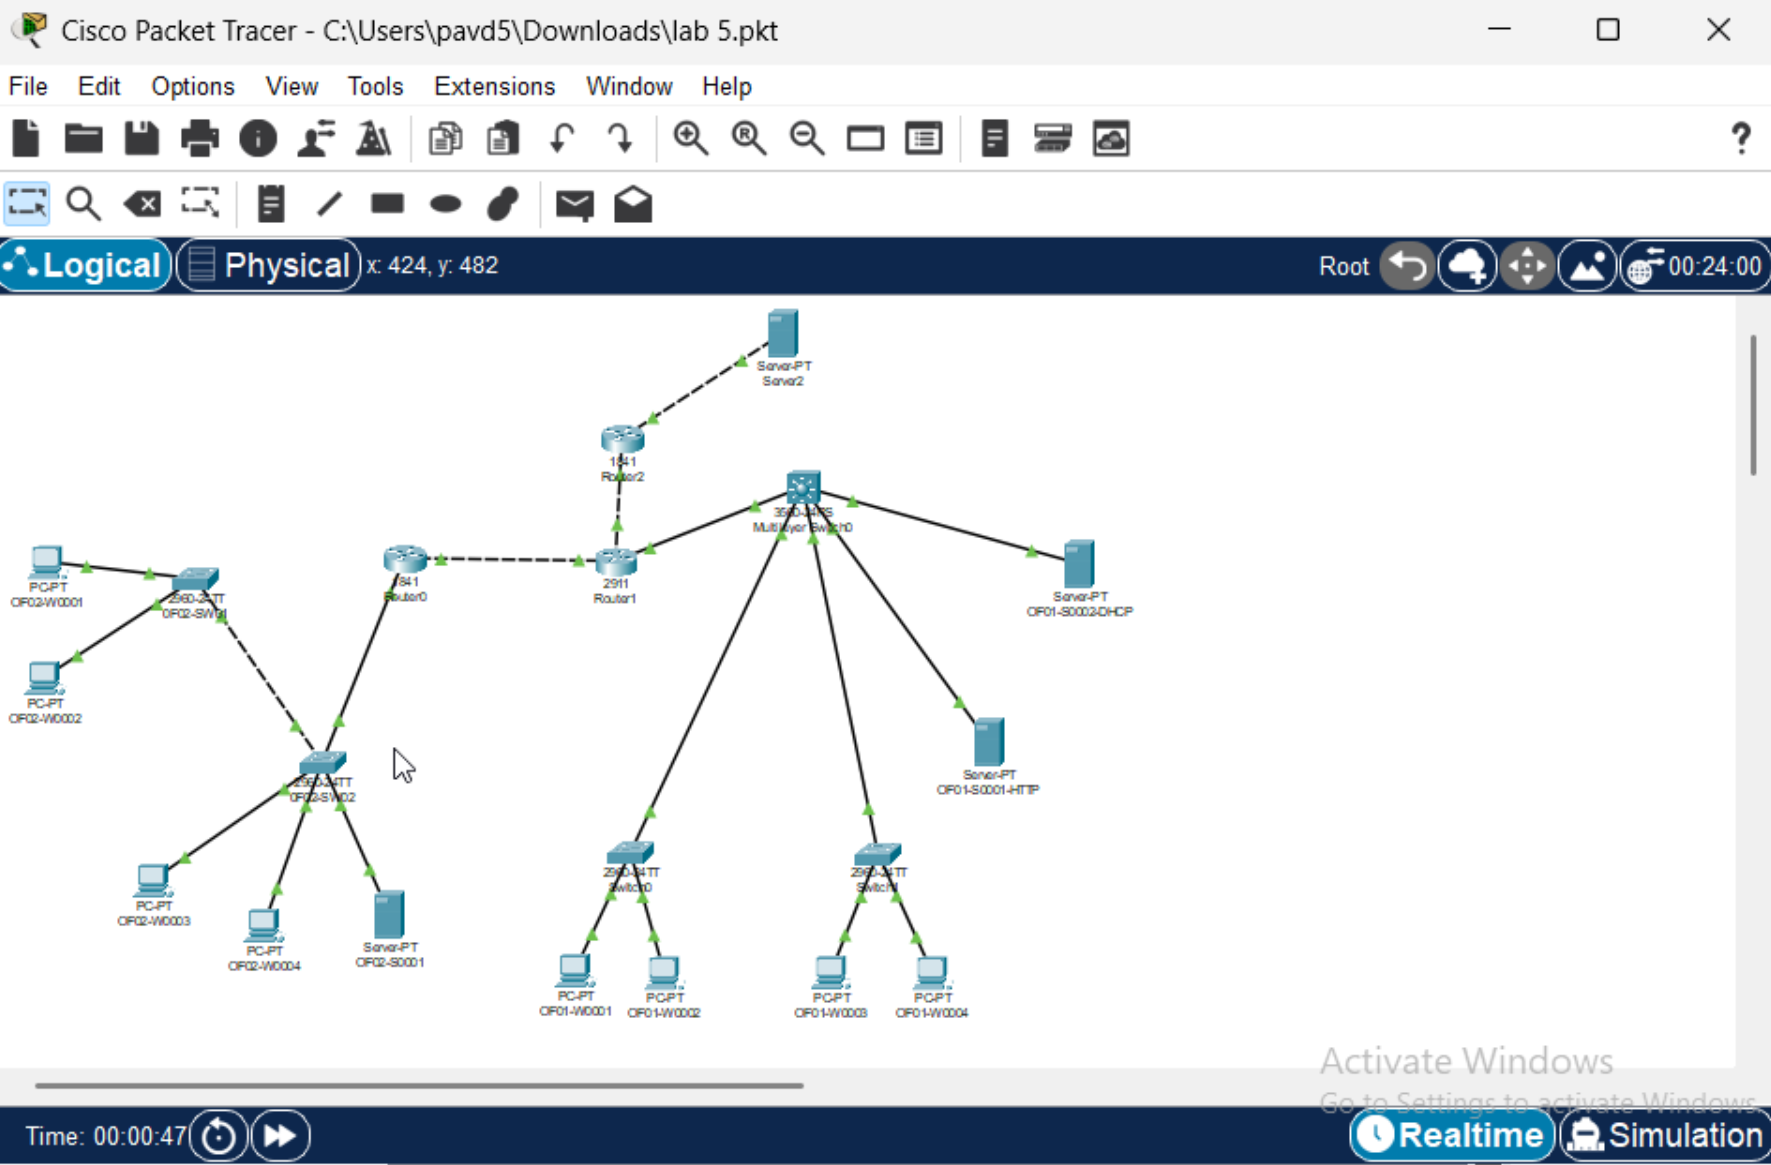 Cisco Packet Tracer - C:\Users\pavd5\Downloads\lab 5.pkt
File Edit Options View Tools Extensions Window Help
Logical Physical x: 424, y: 482 Root 00:24:00
Server-PT
Server2
1841
Router2
3560-24PS
Multilayer Switch0
PC-PT
OF02-W0001
2960-24TT
OF02-SW01
1841
Router0
2911
Router1
Server-PT
OF01-S0002-DHCP
PC-PT
OF02-W0002
2960-24TT
OF02-SW02
Server-PT
OF01-S0001-HTTP
2960-24TT
Switch0
2960-24TT
Switch1
PC-PT
OF02-W0003
PC-PT
OF02-W0004
Server-PT
OF02-S0001
PC-PT
OF01-W0001
PC-PT
OF01-W0002
PC-PT
OF01-W0003
PC-PT
OF01-W0004
Activate Windows
Go to Settings to activate Windows.
Time: 00:00:47 Realtime Simulation